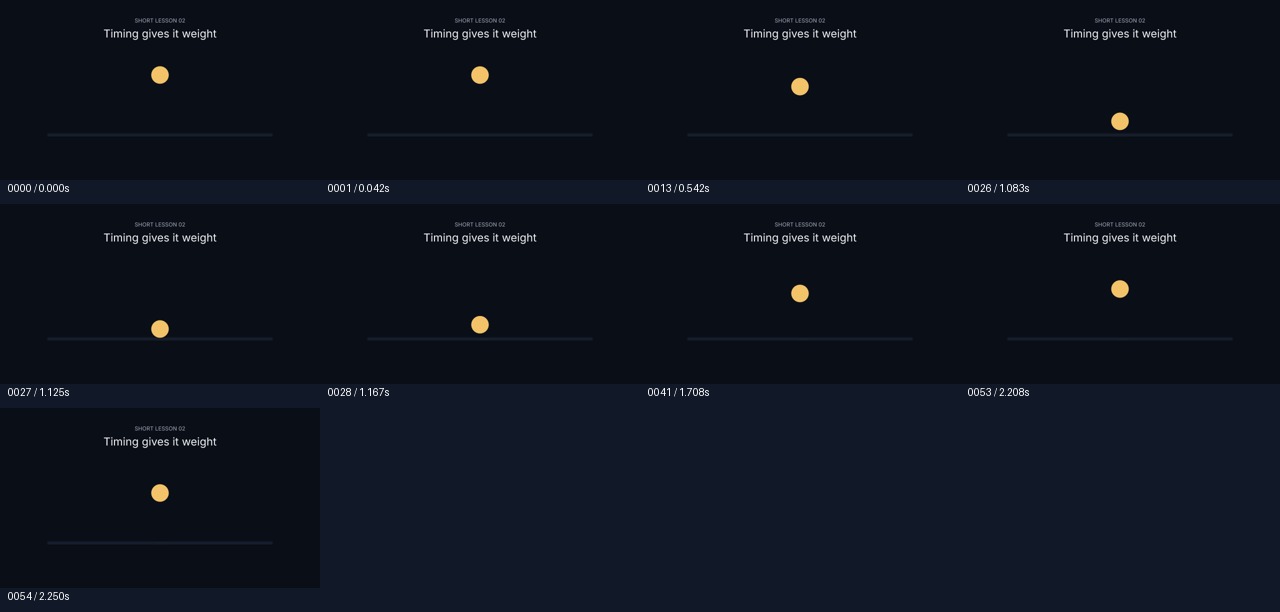 SHORT LESSON 02
Timing gives it weight
0000 / 0.000s
SHORT LESSON 02
Timing gives it weight
0001 / 0.042s
SHORT LESSON 02
Timing gives it weight
0013 / 0.542s
SHORT LESSON 02
Timing gives it weight
0026 / 1.083s
SHORT LESSON 02
Timing gives it weight
0027 / 1.125s
SHORT LESSON 02
Timing gives it weight
0028 / 1.167s
SHORT LESSON 02
Timing gives it weight
0041 / 1.708s
SHORT LESSON 02
Timing gives it weight
0053 / 2.208s
SHORT LESSON 02
Timing gives it weight
0054 / 2.250s